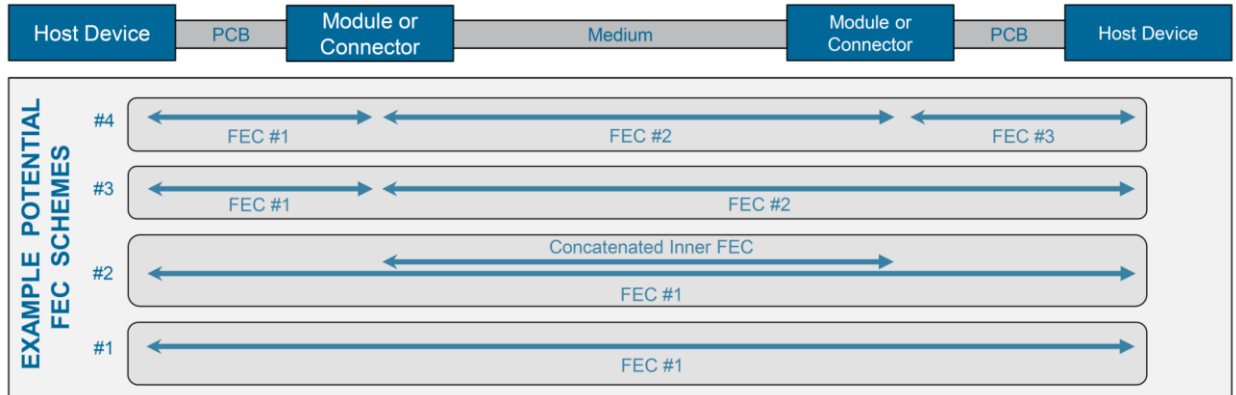 Host Device
PCB
Module or
Connector
Medium
Module or
Connector
PCB
Host Device
EXAMPLE POTENTIAL
FEC SCHEMES
#4
FEC #1
FEC #2
FEC #3
#3
FEC #1
FEC #2
#2
Concatenated Inner FEC
FEC #1
#1
FEC #1